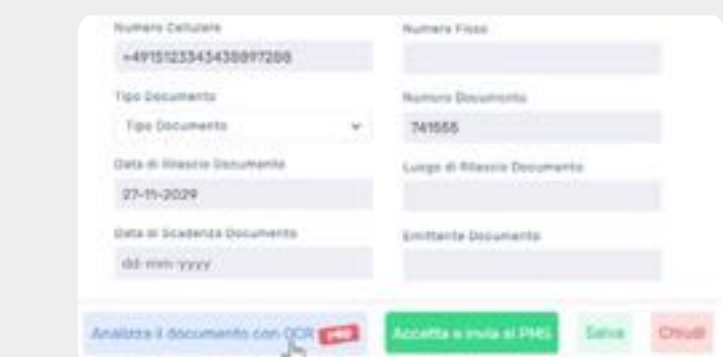 Numero Cellulare
Numero Fisso
Tipo Documento
Numero Documento
Tipo Documento
741555
Data di Rilascio Documento
Luogo di Rilascio Documento
27-11-2029
Data di Scadenza Documento
Emittente Documento
dd-mm-yyyy
Analizza il documento con OCR PRO
Accetta e invia al PMS
Salva
Chiudi